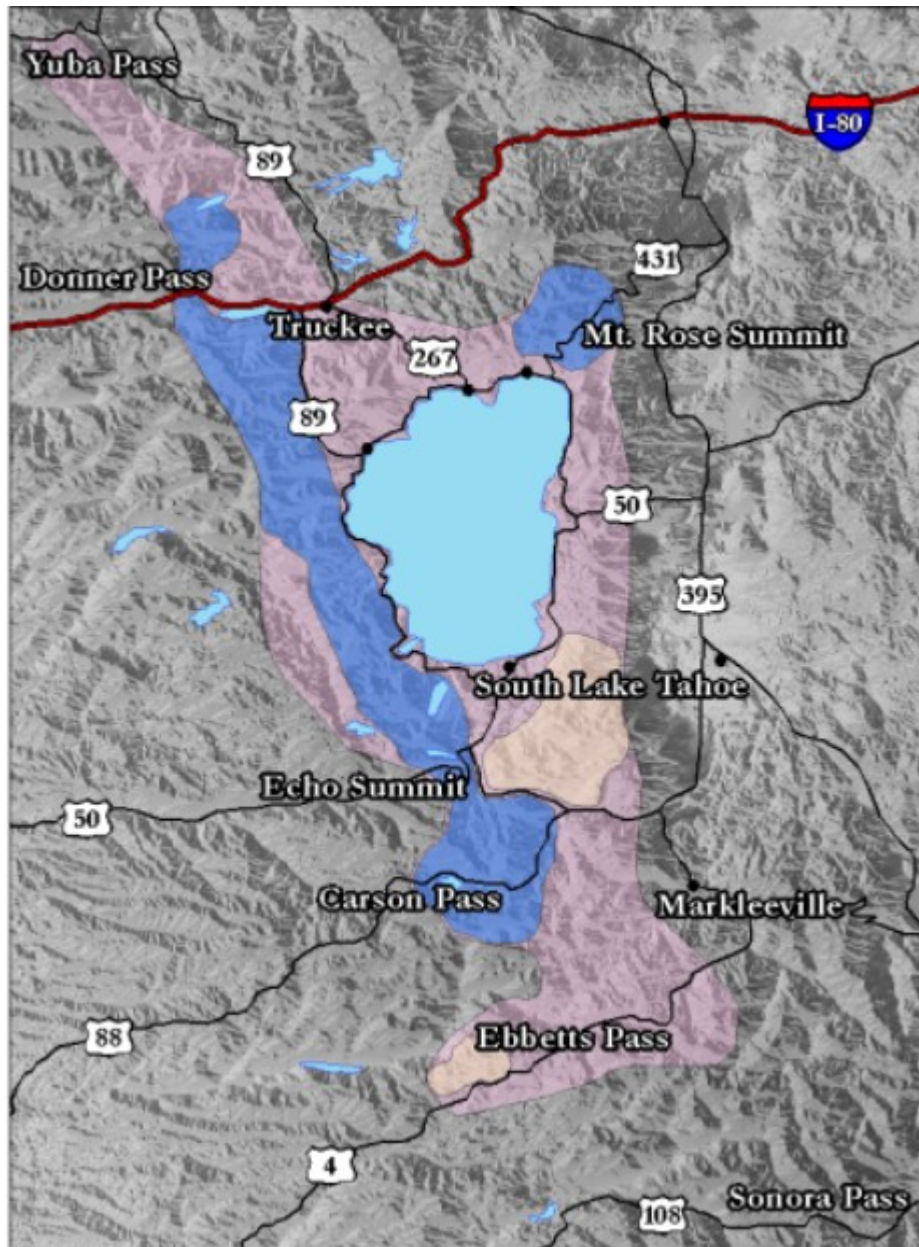 Yuba Pass
I-80
89
Donner Pass
431
Truckee
Mt. Rose Summit
267
89
50
395
South Lake Tahoe
Echo Summit
50
Carson Pass
Markleeville
88
Ebbetts Pass
4
Sonora Pass
108